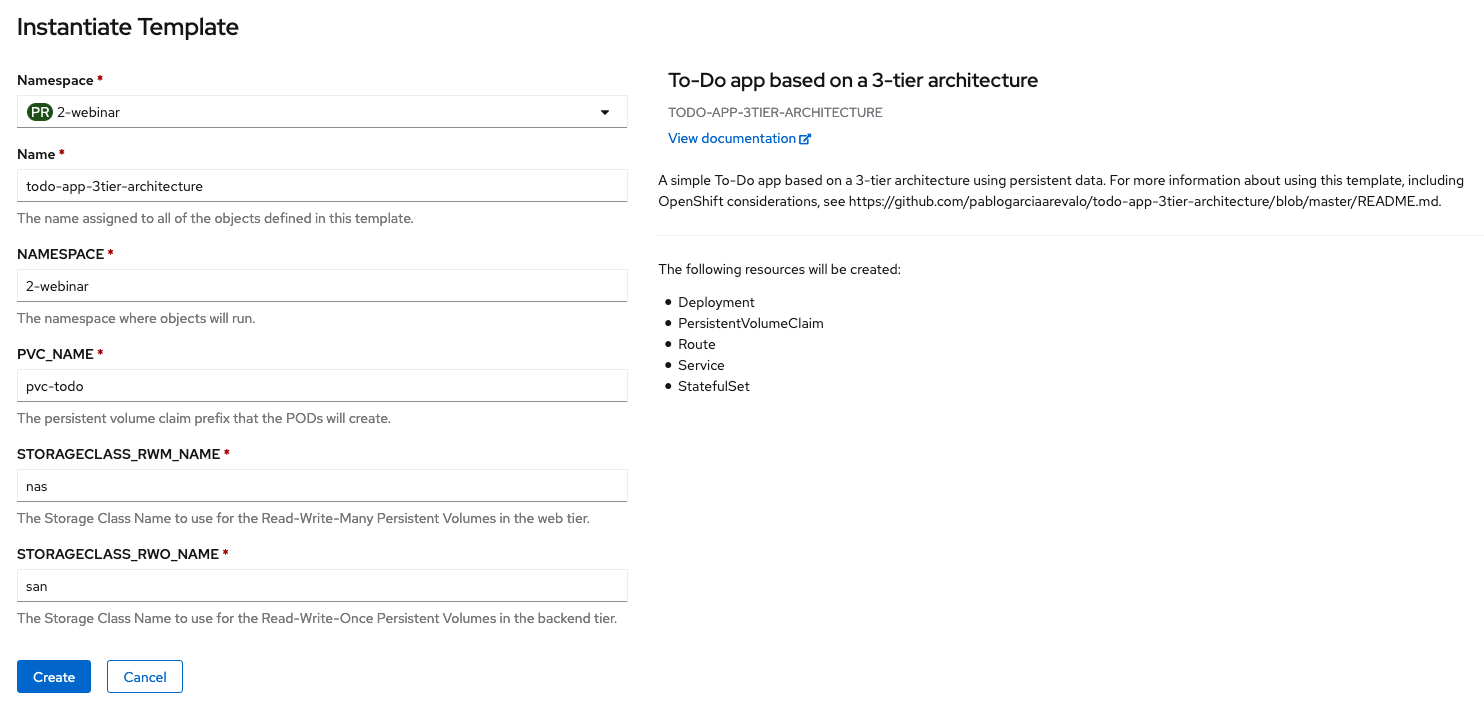 Instantiate Template
Namespace *
PR 2-webinar
Name *
todo-app-3tier-architecture
The name assigned to all of the objects defined in this template.
NAMESPACE *
2-webinar
The namespace where objects will run.
PVC_NAME *
pvc-todo
The persistent volume claim prefix that the PODs will create.
STORAGECLASS_RWM_NAME *
nas
The Storage Class Name to use for the Read-Write-Many Persistent Volumes in the web tier.
STORAGECLASS_RWO_NAME *
san
The Storage Class Name to use for the Read-Write-Once Persistent Volumes in the backend tier.
Create
Cancel
To-Do app based on a 3-tier architecture
TODO-APP-3TIER-ARCHITECTURE
View documentation
A simple To-Do app based on a 3-tier architecture using persistent data. For more information about using this template, including
OpenShift considerations, see https://github.com/pablogarciaarevalo/todo-app-3tier-architecture/blob/master/README.md.
The following resources will be created:
• Deployment
• PersistentVolumeClaim
• Route
• Service
• StatefulSet